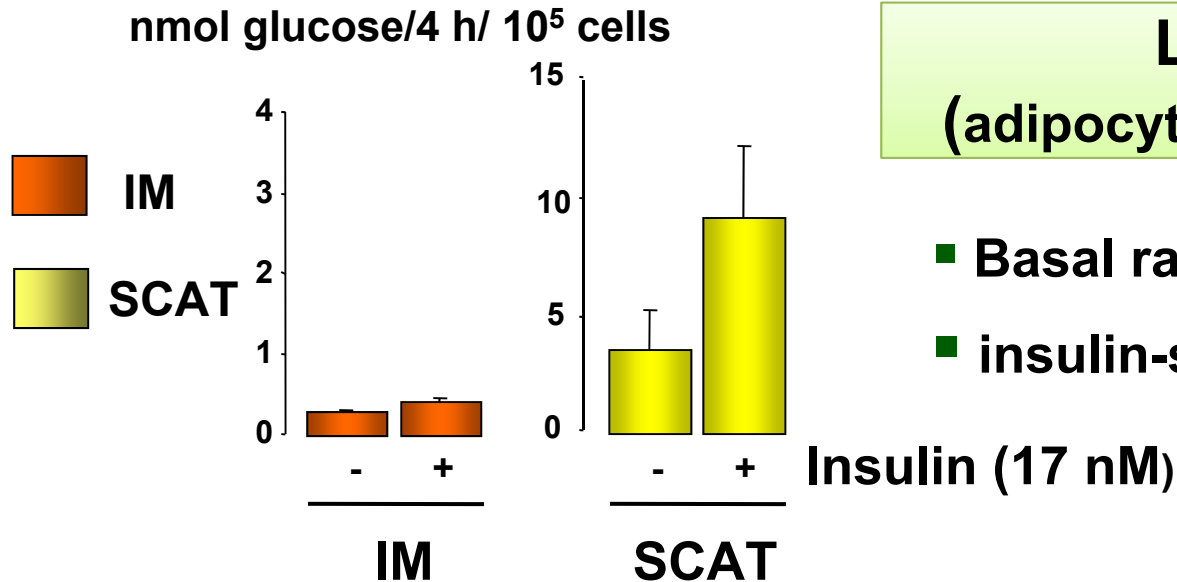 nmol glucose/4 h/ 10⁵ cells
IM
SCAT
4
3
2
1
0
15
10
5
0
- +
- +
Insulin (17 nM)
IM
SCAT
L
(adipocyt
▪ Basal ra
▪ insulin-s